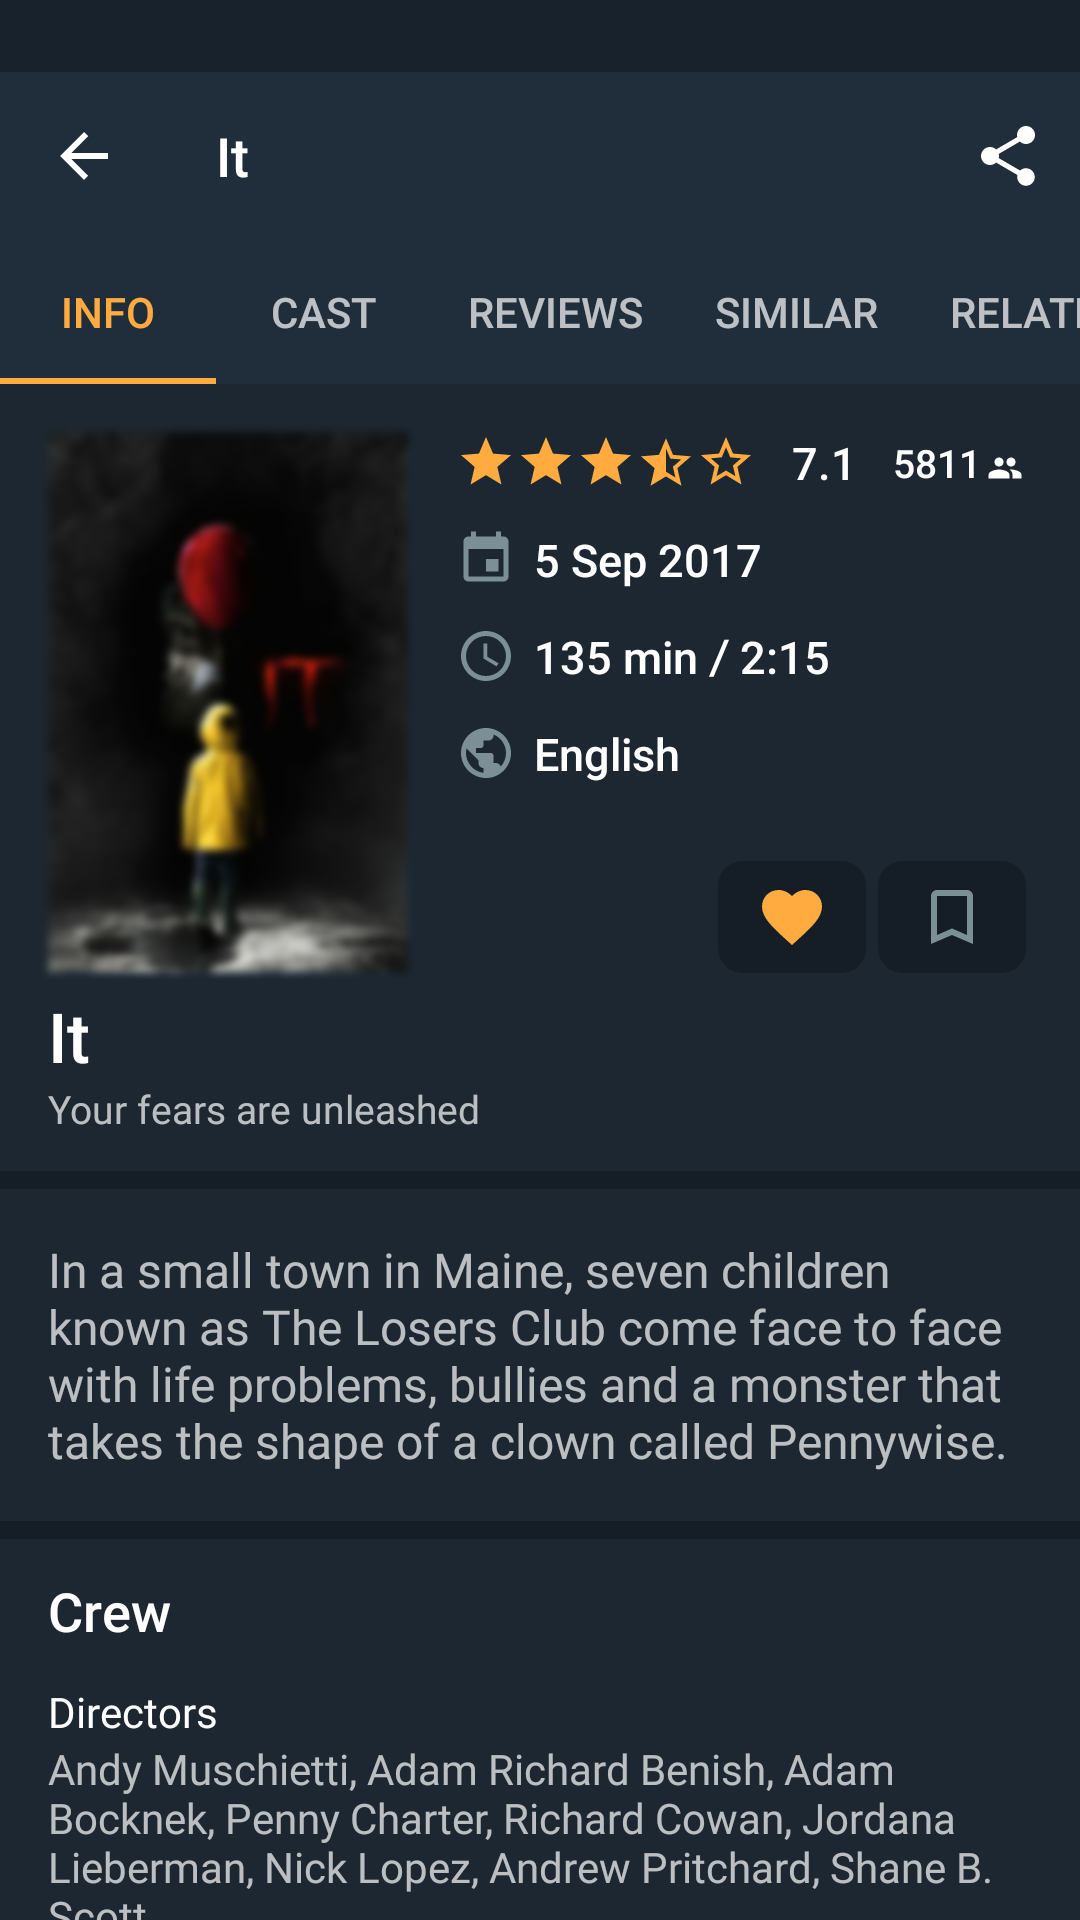 It
INFO CAST REVIEWS SIMILAR RELATI
7.1 5811
5 Sep 2017
135 min / 2:15
English
IT
It
Your fears are unleashed
In a small town in Maine, seven children
known as The Losers Club come face to face
with life problems, bullies and a monster that
takes the shape of a clown called Pennywise.
Crew
Directors
Andy Muschietti, Adam Richard Benish, Adam
Bocknek, Penny Charter, Richard Cowan, Jordana
Lieberman, Nick Lopez, Andrew Pritchard, Shane B.
Scott